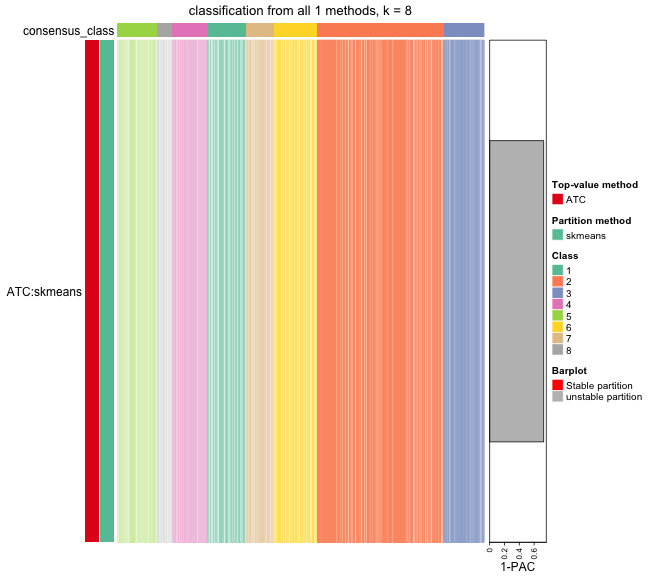 classification from all 1 methods, k = 8
consensus_class
ATC:skmeans
0
0.2
0.4
0.6
1-PAC
Top-value method
ATC
Partition method
skmeans
Class
1
2
3
4
5
6
7
8
Barplot
Stable partition
unstable partition